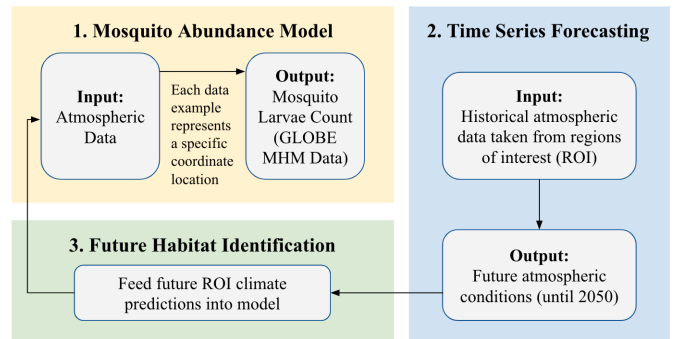 1. Mosquito Abundance Model
Input:
Atmospheric
Data
Each data
example
represents
a specific
coordinate
location
Output:
Mosquito
Larvae Count
(GLOBE
MHM Data)
2. Time Series Forecasting
Input:
Historical atmospheric
data taken from regions
of interest (ROI)
Output:
Future atmospheric
conditions (until 2050)
3. Future Habitat Identification
Feed future ROI climate
predictions into model